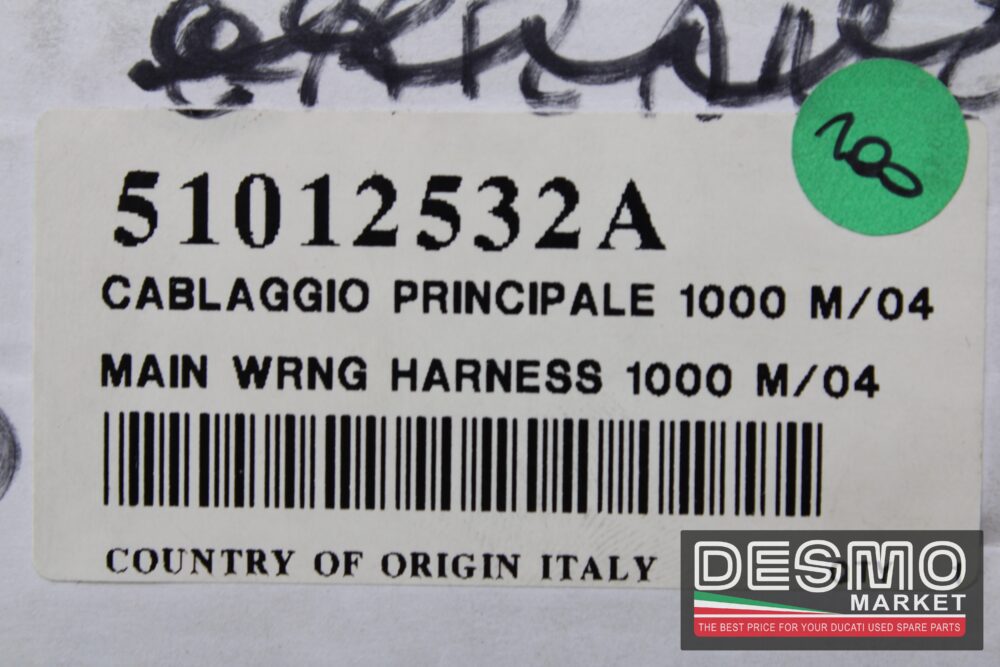 100
51012532A
CABLAGGIO PRINCIPALE 1000 M/04
MAIN WRNG HARNESS 1000 M/04
COUNTRY OF ORIGIN ITALY
DESMO
MARKET
THE BEST PRICE FOR YOUR DUCATI USED SPARE PARTS